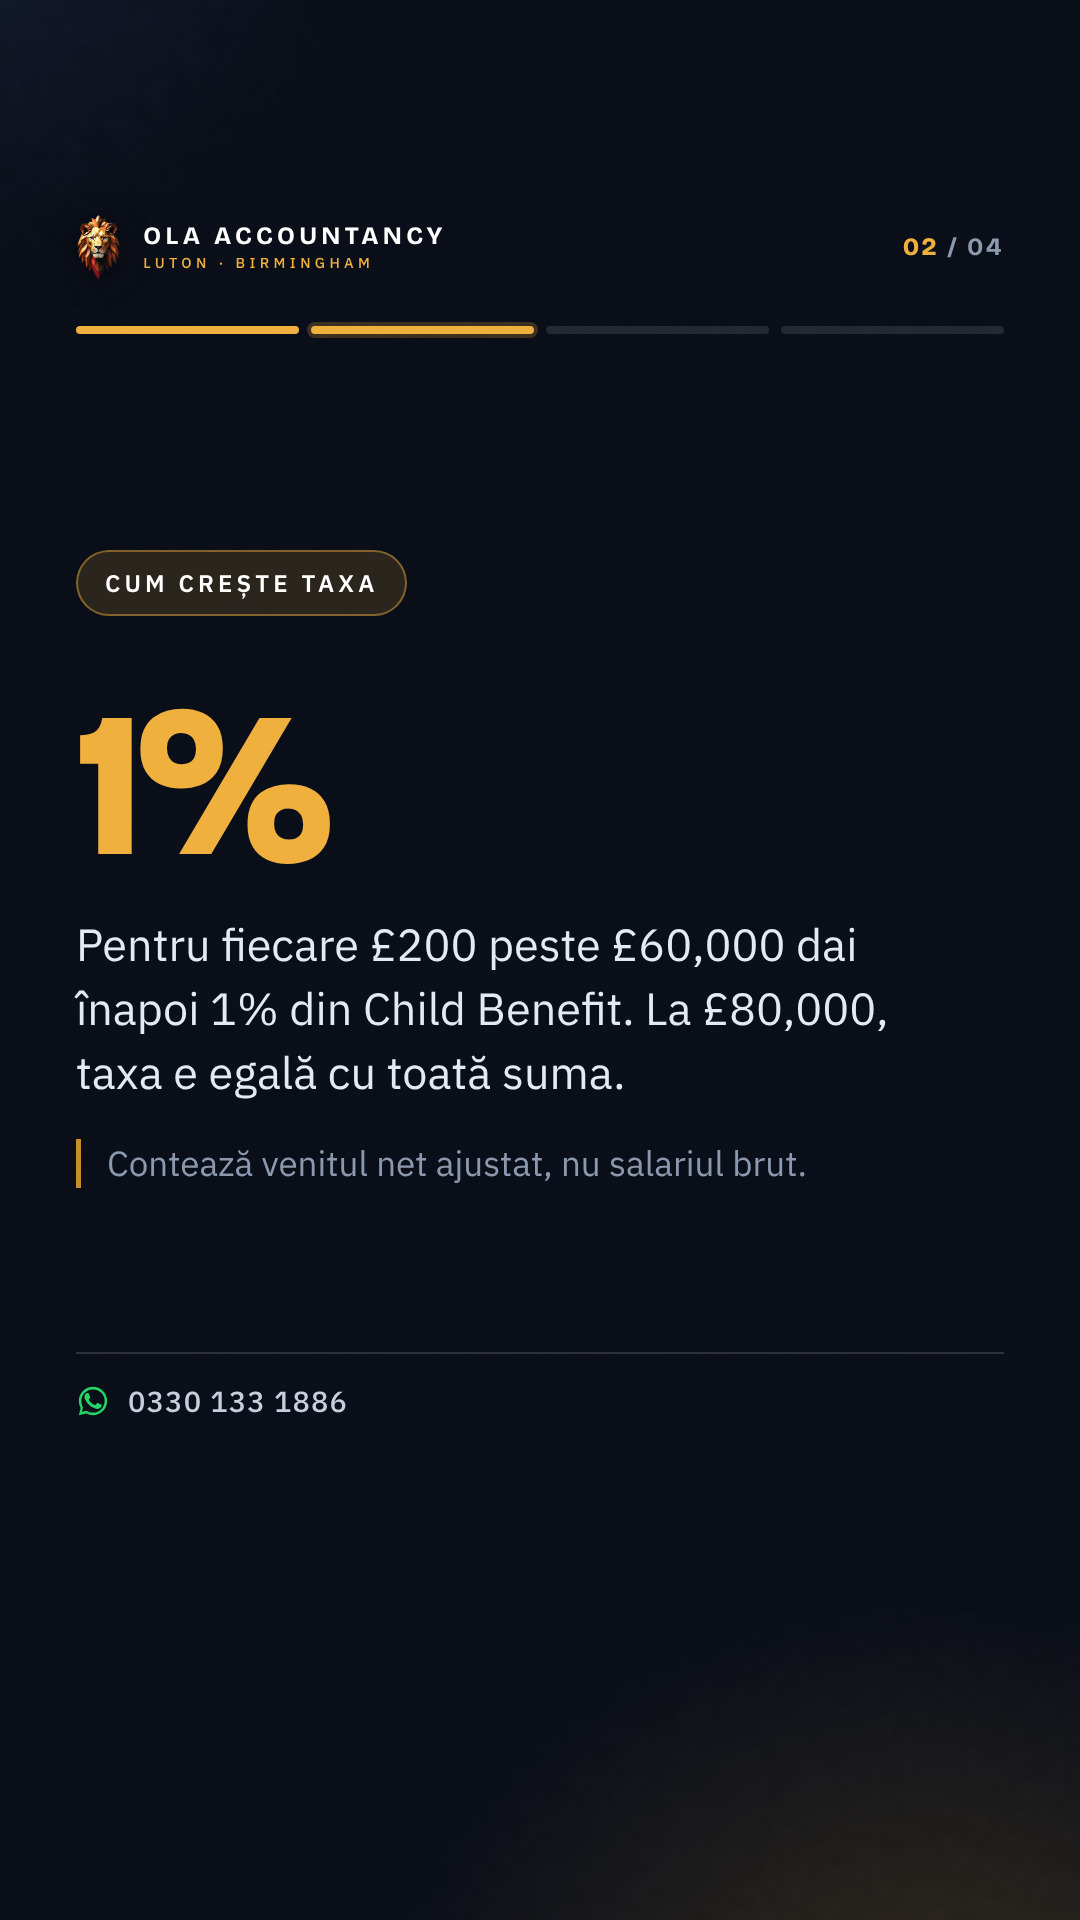 OLA ACCOUNTANCY
LUTON · BIRMINGHAM
02 / 04
CUM CREȘTE TAXA
1%
Pentru fiecare £200 peste £60,000 dai
înapoi 1% din Child Benefit. La £80,000,
taxa e egală cu toată suma.
Contează venitul net ajustat, nu salariul brut.
0330 133 1886